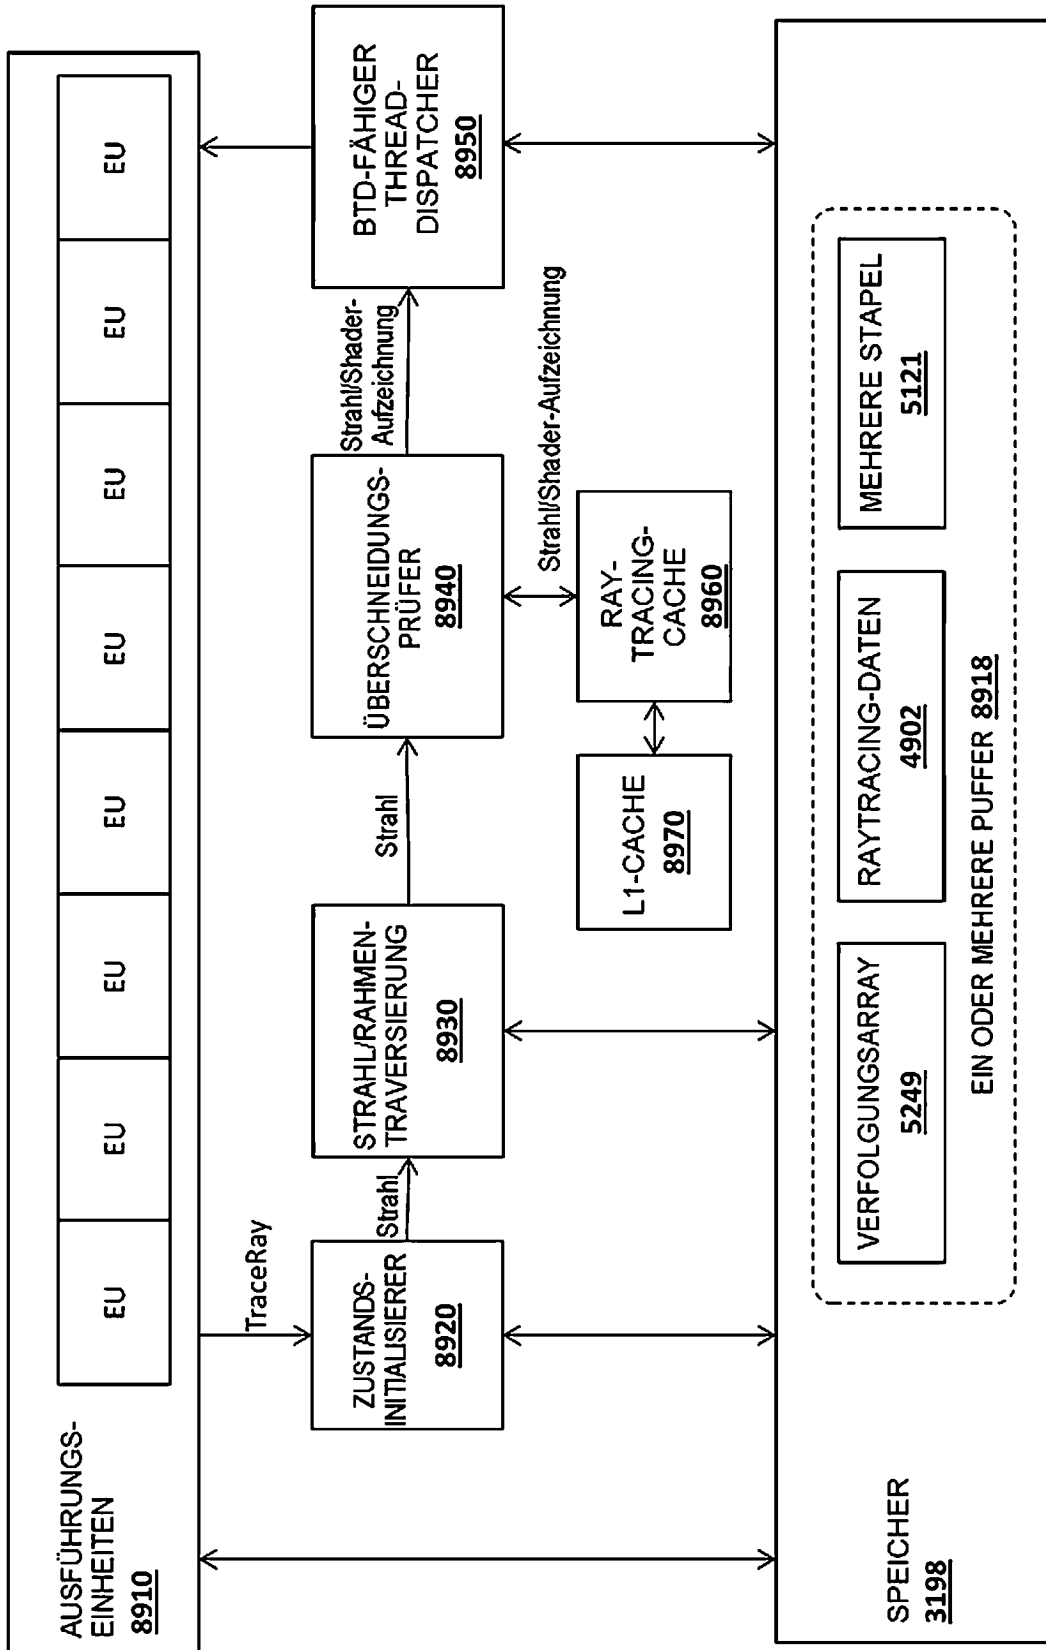 AUSFÜHRUNGS-
EINHEITEN
8910
EU
EU
EU
EU
EU
EU
EU
EU
TraceRay
ZUSTANDS-
INITIALISIERER
8920
Strahl
STRAHL/RAHMEN-
TRAVERSIERUNG
8930
Strahl
ÜBERSCHNEIDUNGS-
PRÜFER
8940
Strahl/Shader-
Aufzeichnung
BTD-FÄHIGER
THREAD-
DISPATCHER
8950
L1-CACHE
8970
RAY-
TRACING-
CACHE
8960
Strahl/Shader-Aufzeichnung
SPEICHER
3198
VERFOLGUNGSARRAY
5249
RAYTRACING-DATEN
4902
MEHRERE STAPEL
5121
EIN ODER MEHRERE PUFFER 8918